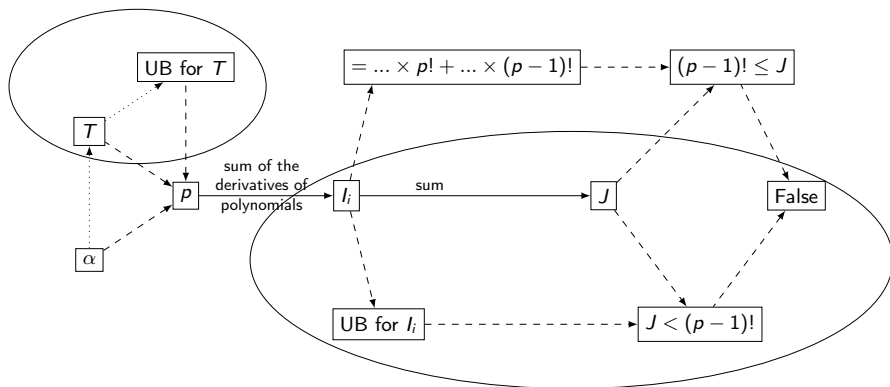 = ... × p! + ... × (p − 1)!
(p − 1)! ≤ J
UB for T
T
sum of the
derivatives of
polynomials
p
I_i
sum
J
False
α
UB for I_i
J < (p − 1)!